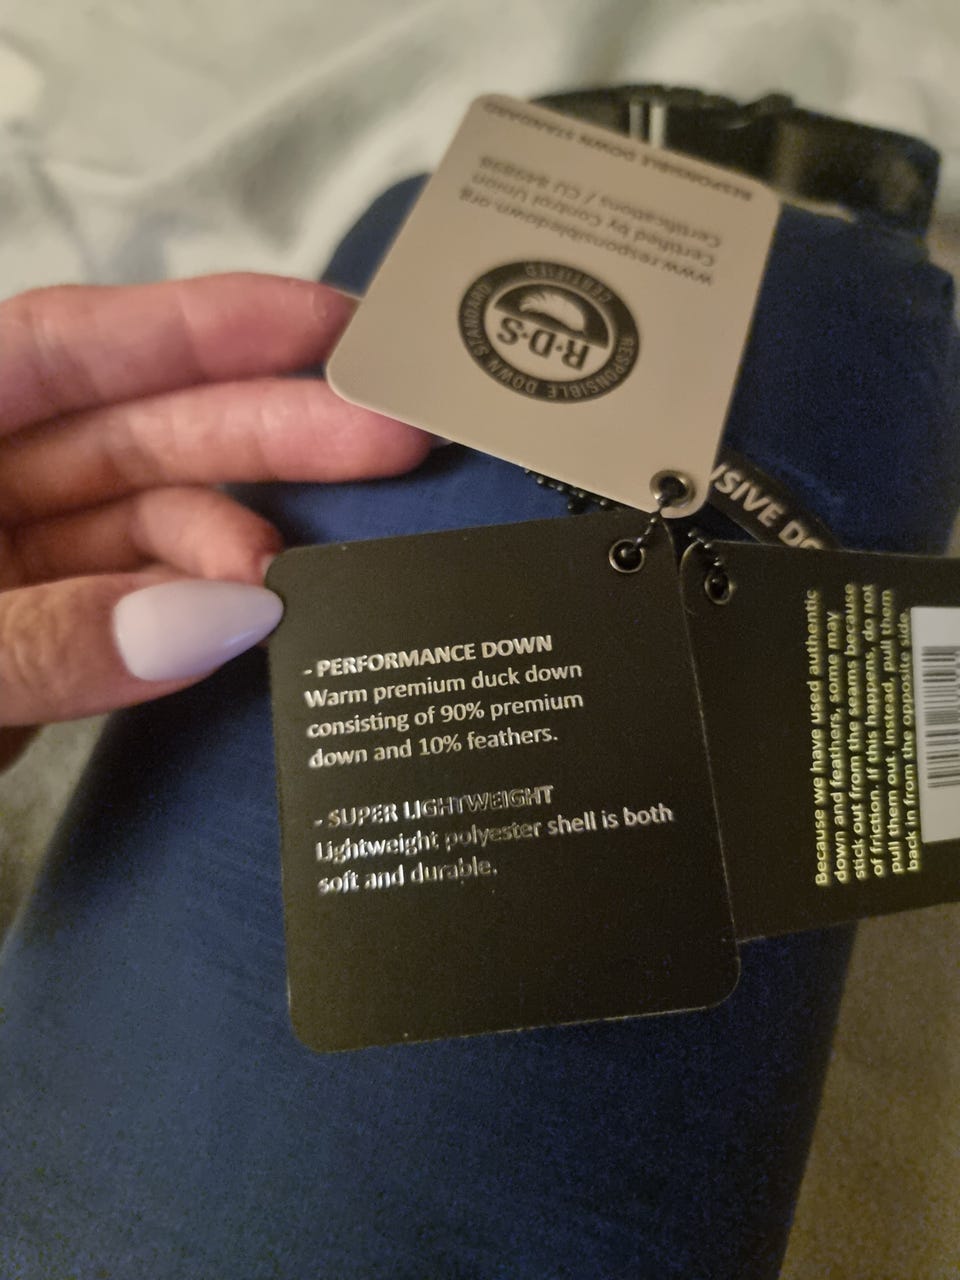 RESPONSIBLE DOWN STANDARD
Certifications / CU 845898
Certified by Control Union
www.responsibledown.org
R·D·S
RESPONSIBLE DOWN STANDARD
CERTIFIED
- PERFORMANCE DOWN
Warm premium duck down
consisting of 90% premium
down and 10% feathers.
- SUPER LIGHTWEIGHT
Lightweight polyester shell is both
soft and durable.
Because we have used authentic
down and feathers, some may
stick out from the seams because
of friction. If this happens, do not
pull them out. Instead, pull them
back in from the opposite side